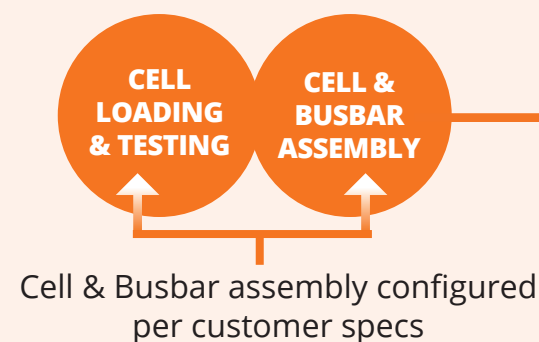 CELL
LOADING
& TESTING
CELL &
BUSBAR
ASSEMBLY
Cell & Busbar assembly configured
per customer specs